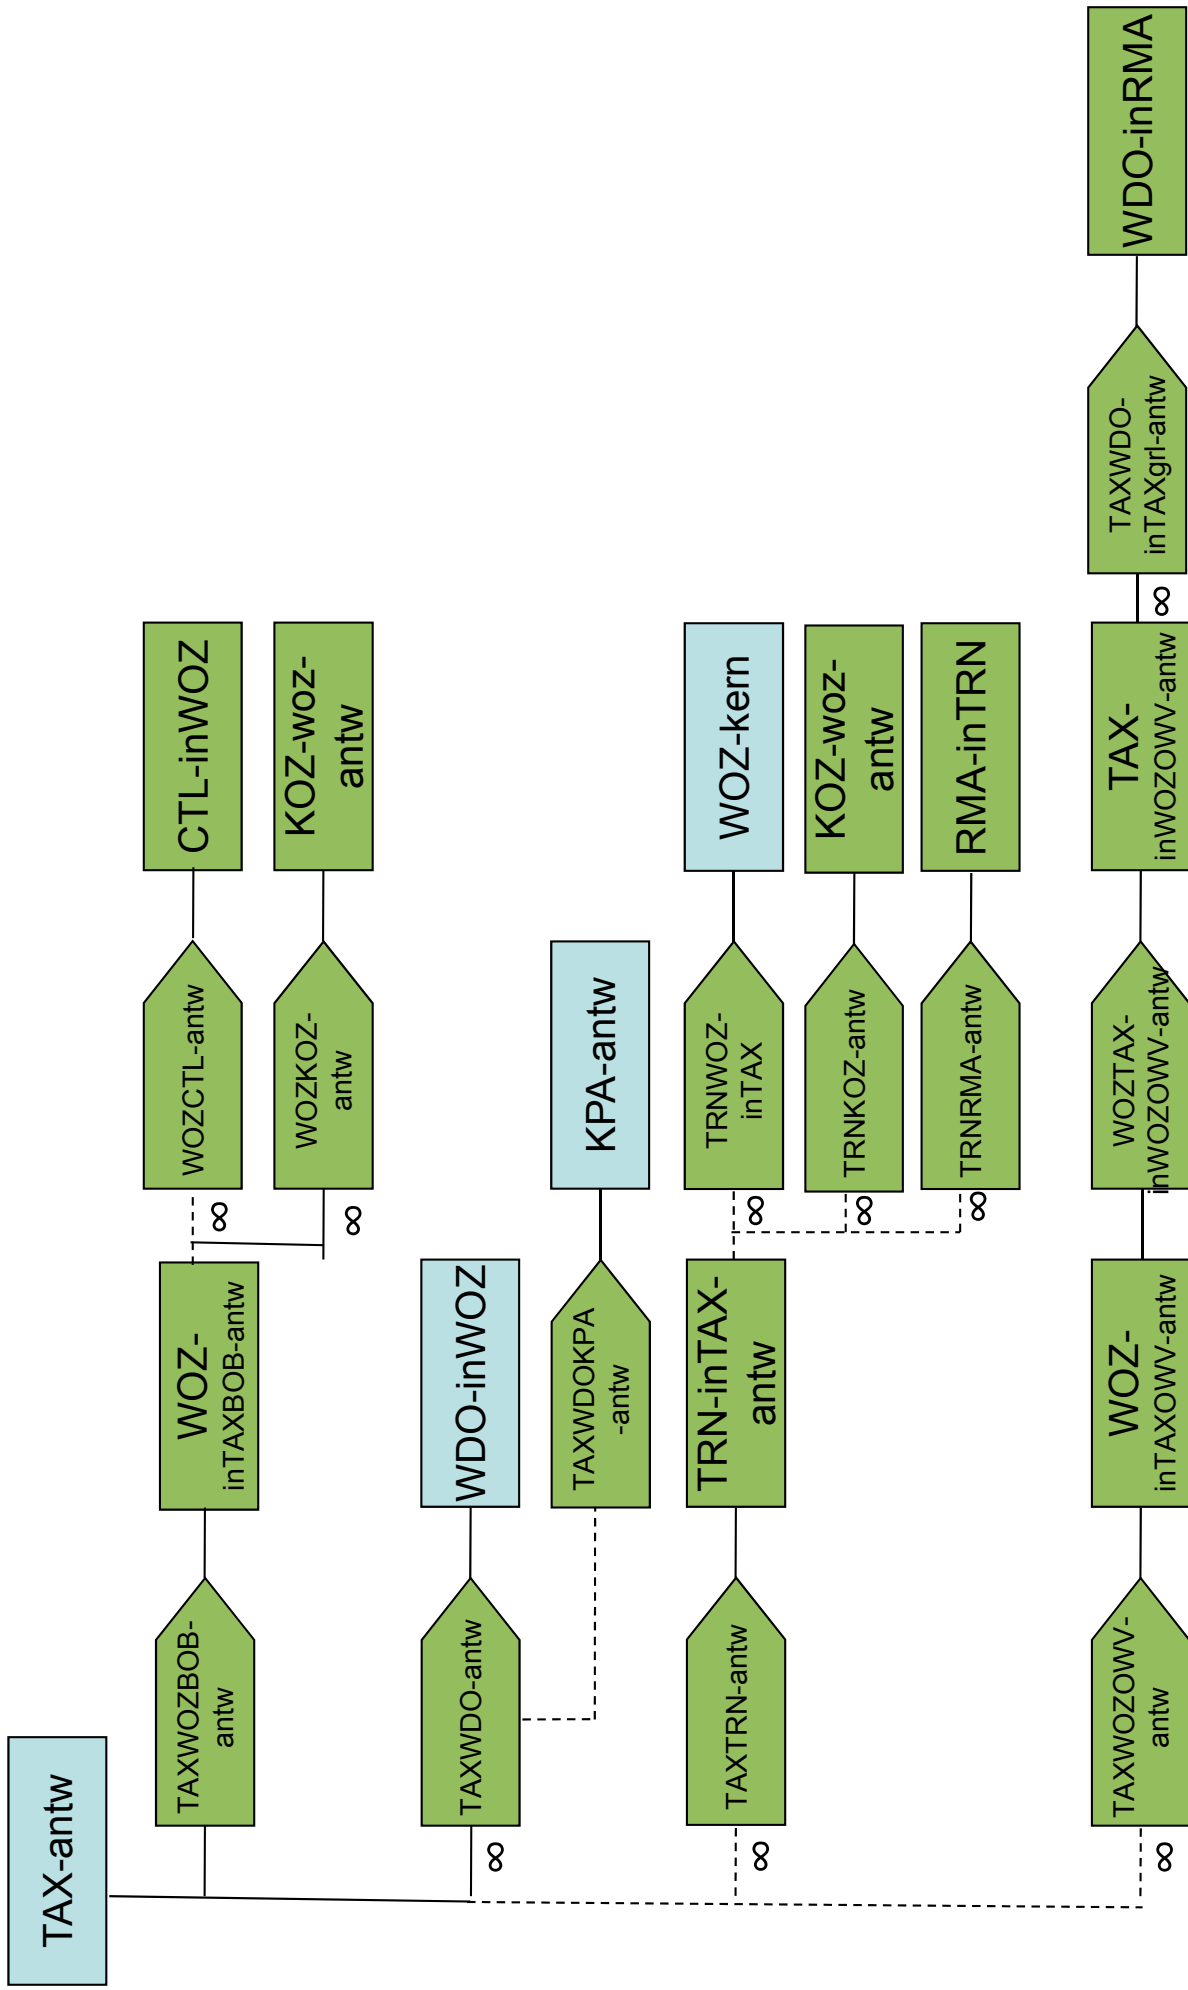 TAX-antw
TAXWOZBOB-
antw
WOZ-
inTAXBOB-antw
∞
WOZCTL-antw
CTL-inWOZ
∞
WOZKOZ-
antw
KOZ-woz-
antw
∞
TAXWDO-antw
WDO-inWOZ
TAXWDOKPA
-antw
KPA-antw
∞
TAXTRN-antw
TRN-inTAX-
antw
∞
TRNWOZ-
inTAX
WOZ-kern
∞
TRNKOZ-antw
KOZ-woz-
antw
∞
TRNRMA-antw
RMA-inTRN
∞
TAXWOZOWV-
antw
WOZ-
inTAXOWV-antw
WOZTAX-
inWOZOWV-antw
TAX-
inWOZOWV-antw
∞
TAXWDO-
inTAXgrl-antw
WDO-inRMA